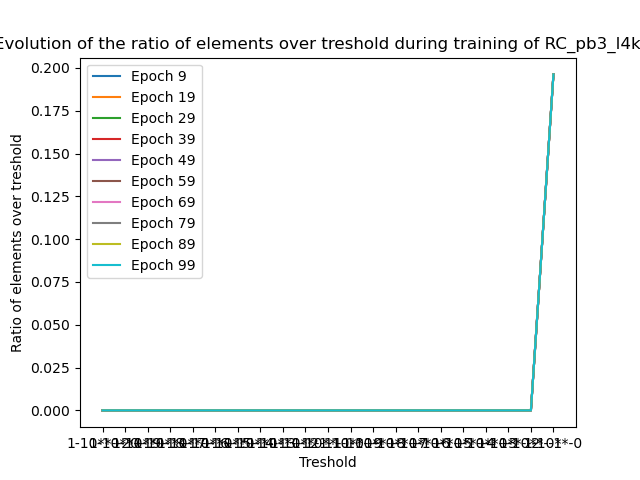 Evolution of the ratio of elements over treshold during training of RC_pb3_l4k
0.200
0.175
0.150
0.125
0.100
0.075
0.050
0.025
0.000
Ratio of elements over treshold
Epoch 9
Epoch 19
Epoch 29
Epoch 39
Epoch 49
Epoch 59
Epoch 69
Epoch 79
Epoch 89
Epoch 99
Treshold